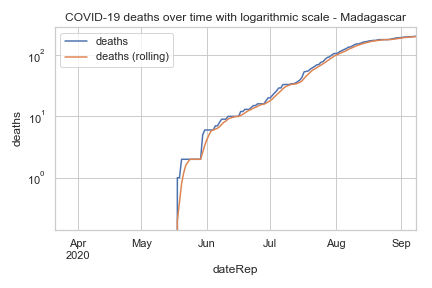 COVID-19 deaths over time with logarithmic scale - Madagascar
deaths
deaths (rolling)
10²
10¹
10⁰
deaths
Apr
2020
May
Jun
Jul
Aug
Sep
dateRep